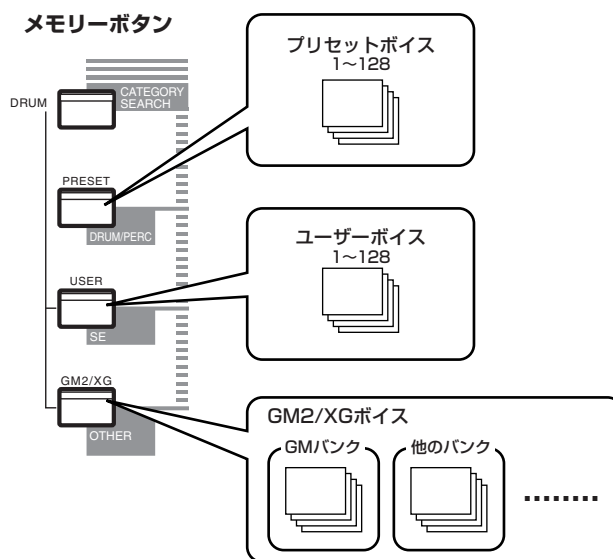 メモリーボタン
DRUM
CATEGORY
SEARCH
PRESET
DRUM/PERC
USER
SE
GM2/XG
OTHER
プリセットボイス
1〜128
ユーザーボイス
1〜128
GM2/XGボイス
GMバンク
他のバンク
........